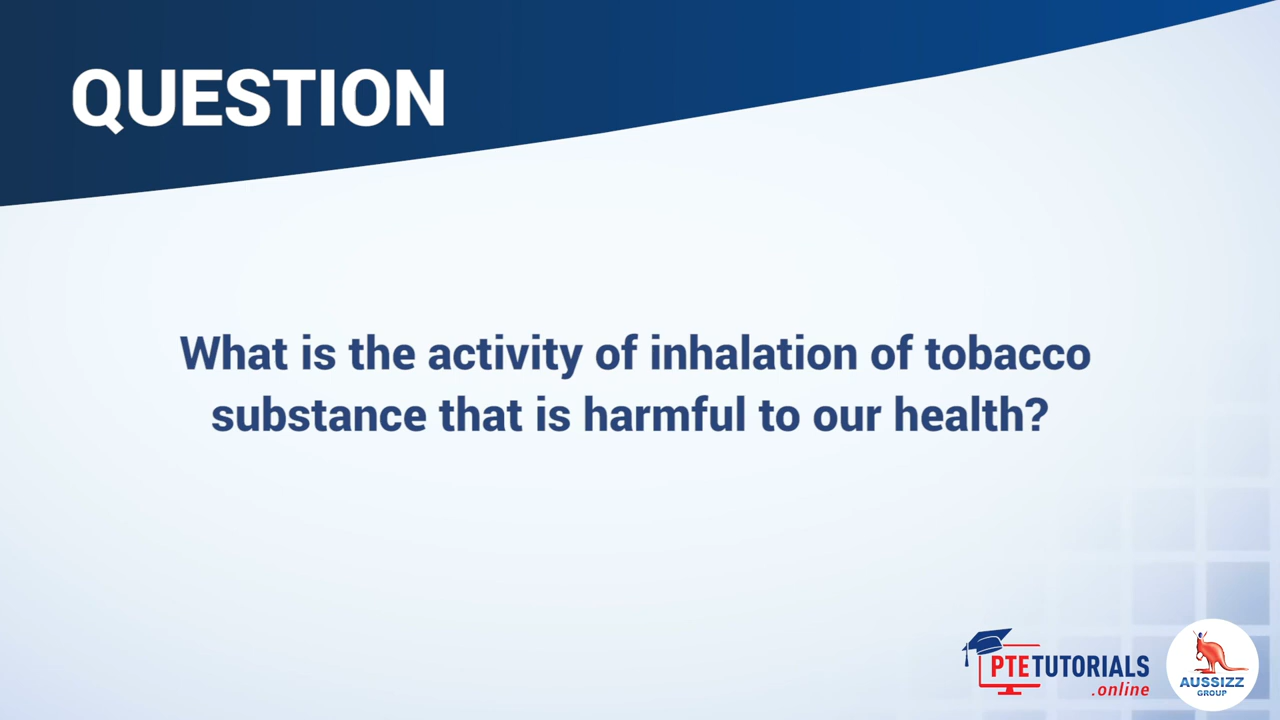 QUESTION
What is the activity of inhalation of tobacco
substance that is harmful to our health?
PTETUTORIALS
.online
AUSSIZZ
GROUP